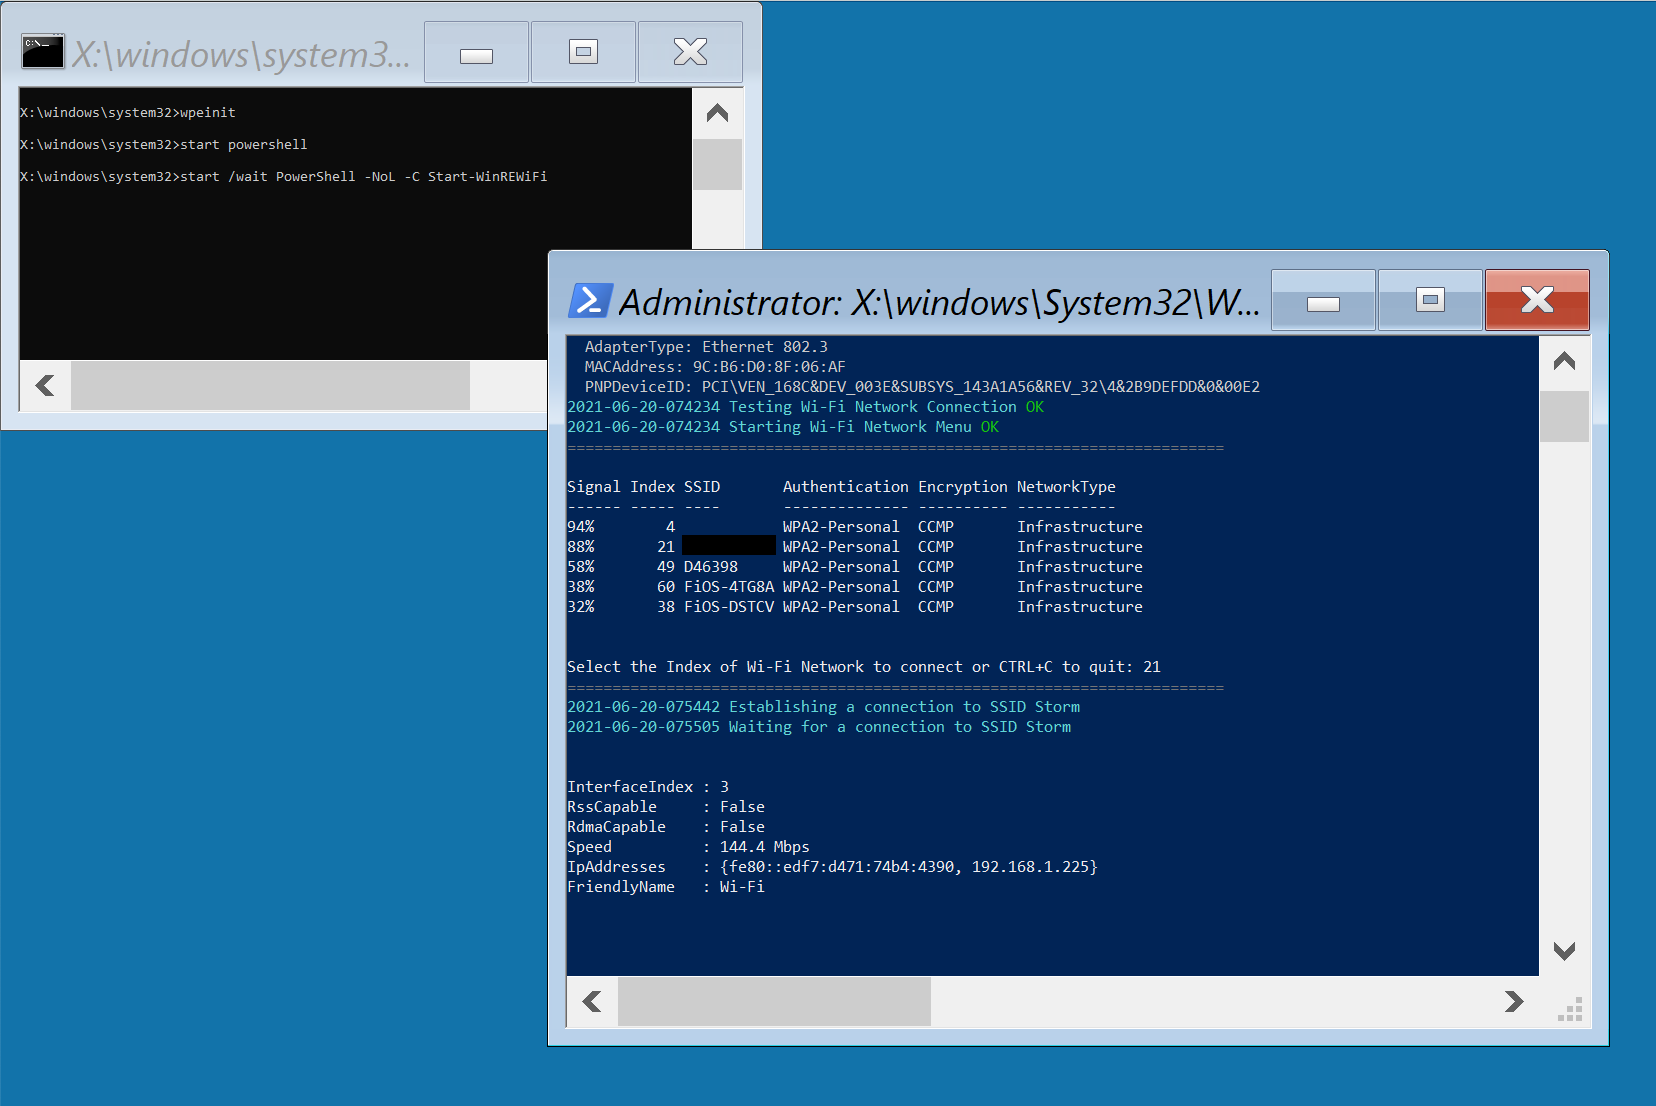 X:\windows\system3...
X:\windows\system32>wpeinit
X:\windows\system32>start powershell
X:\windows\system32>start /wait PowerShell -NoL -C Start-WinREWiFi
Administrator: X:\windows\System32\W...
AdapterType: Ethernet 802.3
MACAddress: 9C:B6:D0:8F:06:AF
PNPDeviceID: PCI\VEN_168C&DEV_003E&SUBSYS_143A1A56&REV_32\4&2B9DEFDD&0&00E2
2021-06-20-074234 Testing Wi-Fi Network Connection OK
2021-06-20-074234 Starting Wi-Fi Network Menu OK
=========================================================================
Signal Index SSID       Authentication Encryption NetworkType
------ ----- ----       -------------- ---------- -----------
94%        4            WPA2-Personal  CCMP       Infrastructure
88%       21            WPA2-Personal  CCMP       Infrastructure
58%       49 D46398     WPA2-Personal  CCMP       Infrastructure
38%       60 FiOS-4TG8A WPA2-Personal  CCMP       Infrastructure
32%       38 FiOS-DSTCV WPA2-Personal  CCMP       Infrastructure
Select the Index of Wi-Fi Network to connect or CTRL+C to quit: 21
=========================================================================
2021-06-20-075442 Establishing a connection to SSID Storm
2021-06-20-075505 Waiting for a connection to SSID Storm
InterfaceIndex : 3
RssCapable     : False
RdmaCapable    : False
Speed          : 144.4 Mbps
IpAddresses    : {fe80::edf7:d471:74b4:4390, 192.168.1.225}
FriendlyName   : Wi-Fi